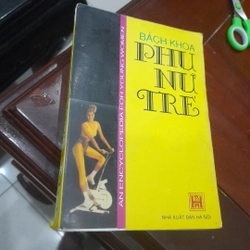 BÁCH KHOA
PHỤ NỮ
TRẺ
AN ENCYCLOPEDIA FOR YOUNG WOMEN
NHÀ XUẤT BẢN HÀ NỘI